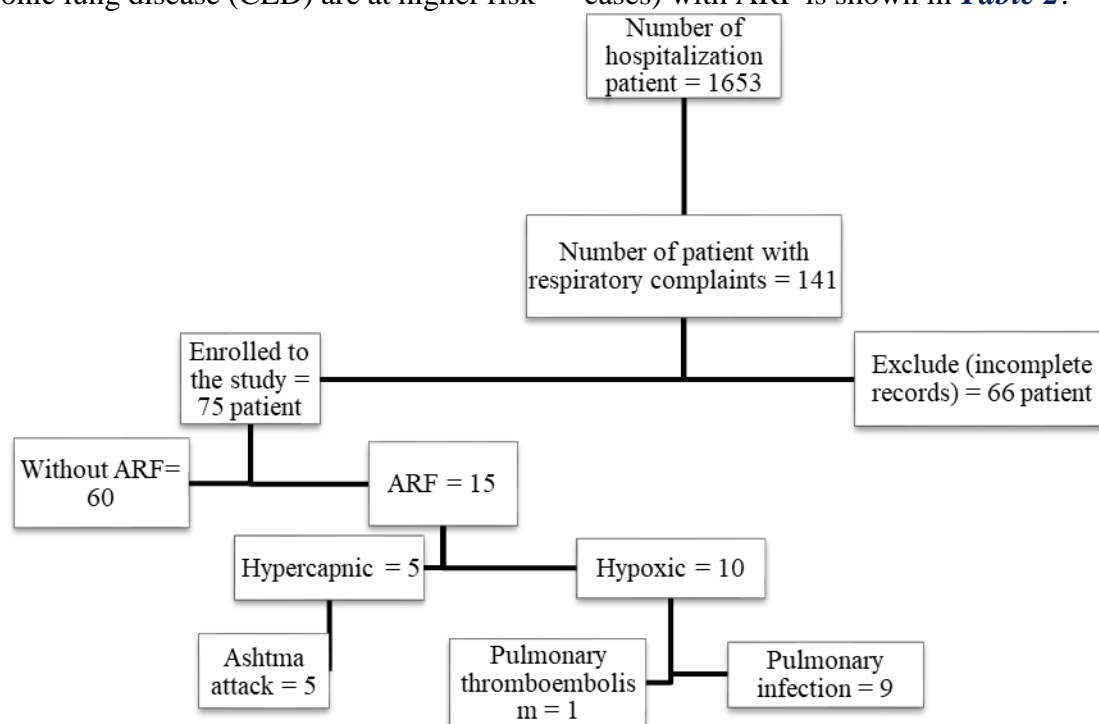 onic lung disease (CLD) are at higher risk
cases) with ARF is shown in Table 2.
Number of
hospitalization
patient = 1653
Number of patient with
respiratory complaints = 141
Enrolled to
the study =
75 patient
Exclude (incomplete
records) = 66 patient
Without ARF=
60
ARF = 15
Hypercapnic = 5
Hypoxic = 10
Ashtma
attack = 5
Pulmonary
thromboembolis
m = 1
Pulmonary
infection = 9